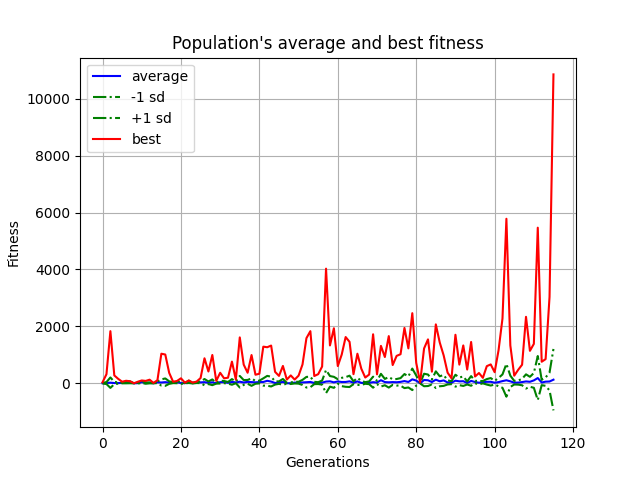 Population's average and best fitness
average
-1 sd
+1 sd
best
10000
8000
6000
4000
2000
0
Fitness
0 20 40 60 80 100 120
Generations